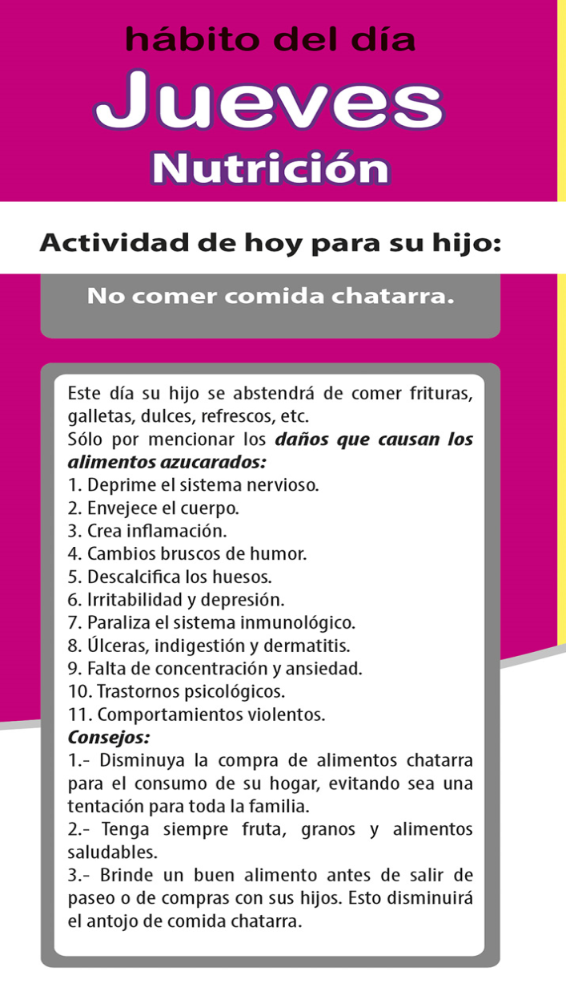 hábito del día
Jueves
Nutrición
Actividad de hoy para su hijo:
No comer comida chatarra.
Este día su hijo se abstendrá de comer frituras,
galletas, dulces, refrescos, etc.
Sólo por mencionar los daños que causan los
alimentos azucarados:
1. Deprime el sistema nervioso.
2. Envejece el cuerpo.
3. Crea inflamación.
4. Cambios bruscos de humor.
5. Descalcifica los huesos.
6. Irritabilidad y depresión.
7. Paraliza el sistema inmunológico.
8. Úlceras, indigestión y dermatitis.
9. Falta de concentración y ansiedad.
10. Trastornos psicológicos.
11. Comportamientos violentos.
Consejos:
1.- Disminuya la compra de alimentos chatarra
para el consumo de su hogar, evitando sea una
tentación para toda la familia.
2.- Tenga siempre fruta, granos y alimentos
saludables.
3.- Brinde un buen alimento antes de salir de
paseo o de compras con sus hijos. Esto disminuirá
el antojo de comida chatarra.